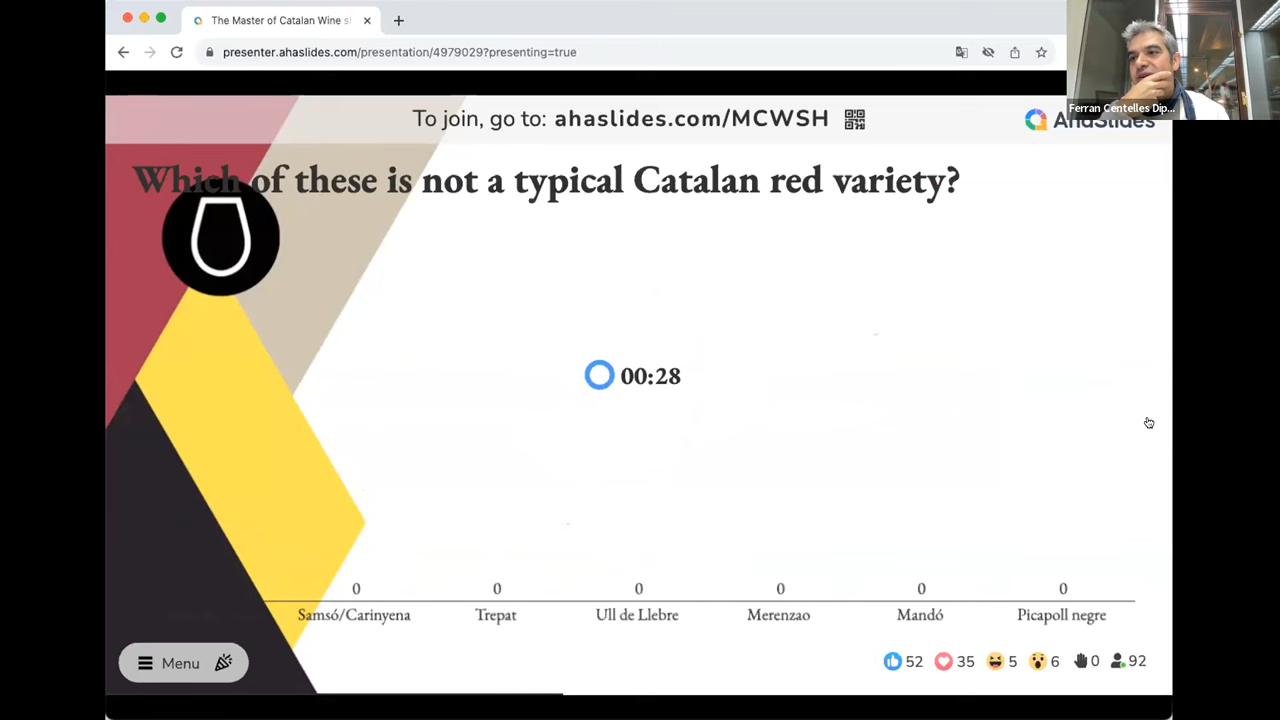 The Master of Catalan Wine s
presenter.ahaslides.com/presentation/4979029?presenting=true
Ferran Centelles Dip...
To join, go to: ahaslides.com/MCWSH
AhaSlides
Which of these is not a typical Catalan red variety?
00:28
0 0 0 0 0 0
Samsó/Carinyena Trepat Ull de Llebre Merenzao Mandó Picapoll negre
Menu
52 35 5 6 0 92